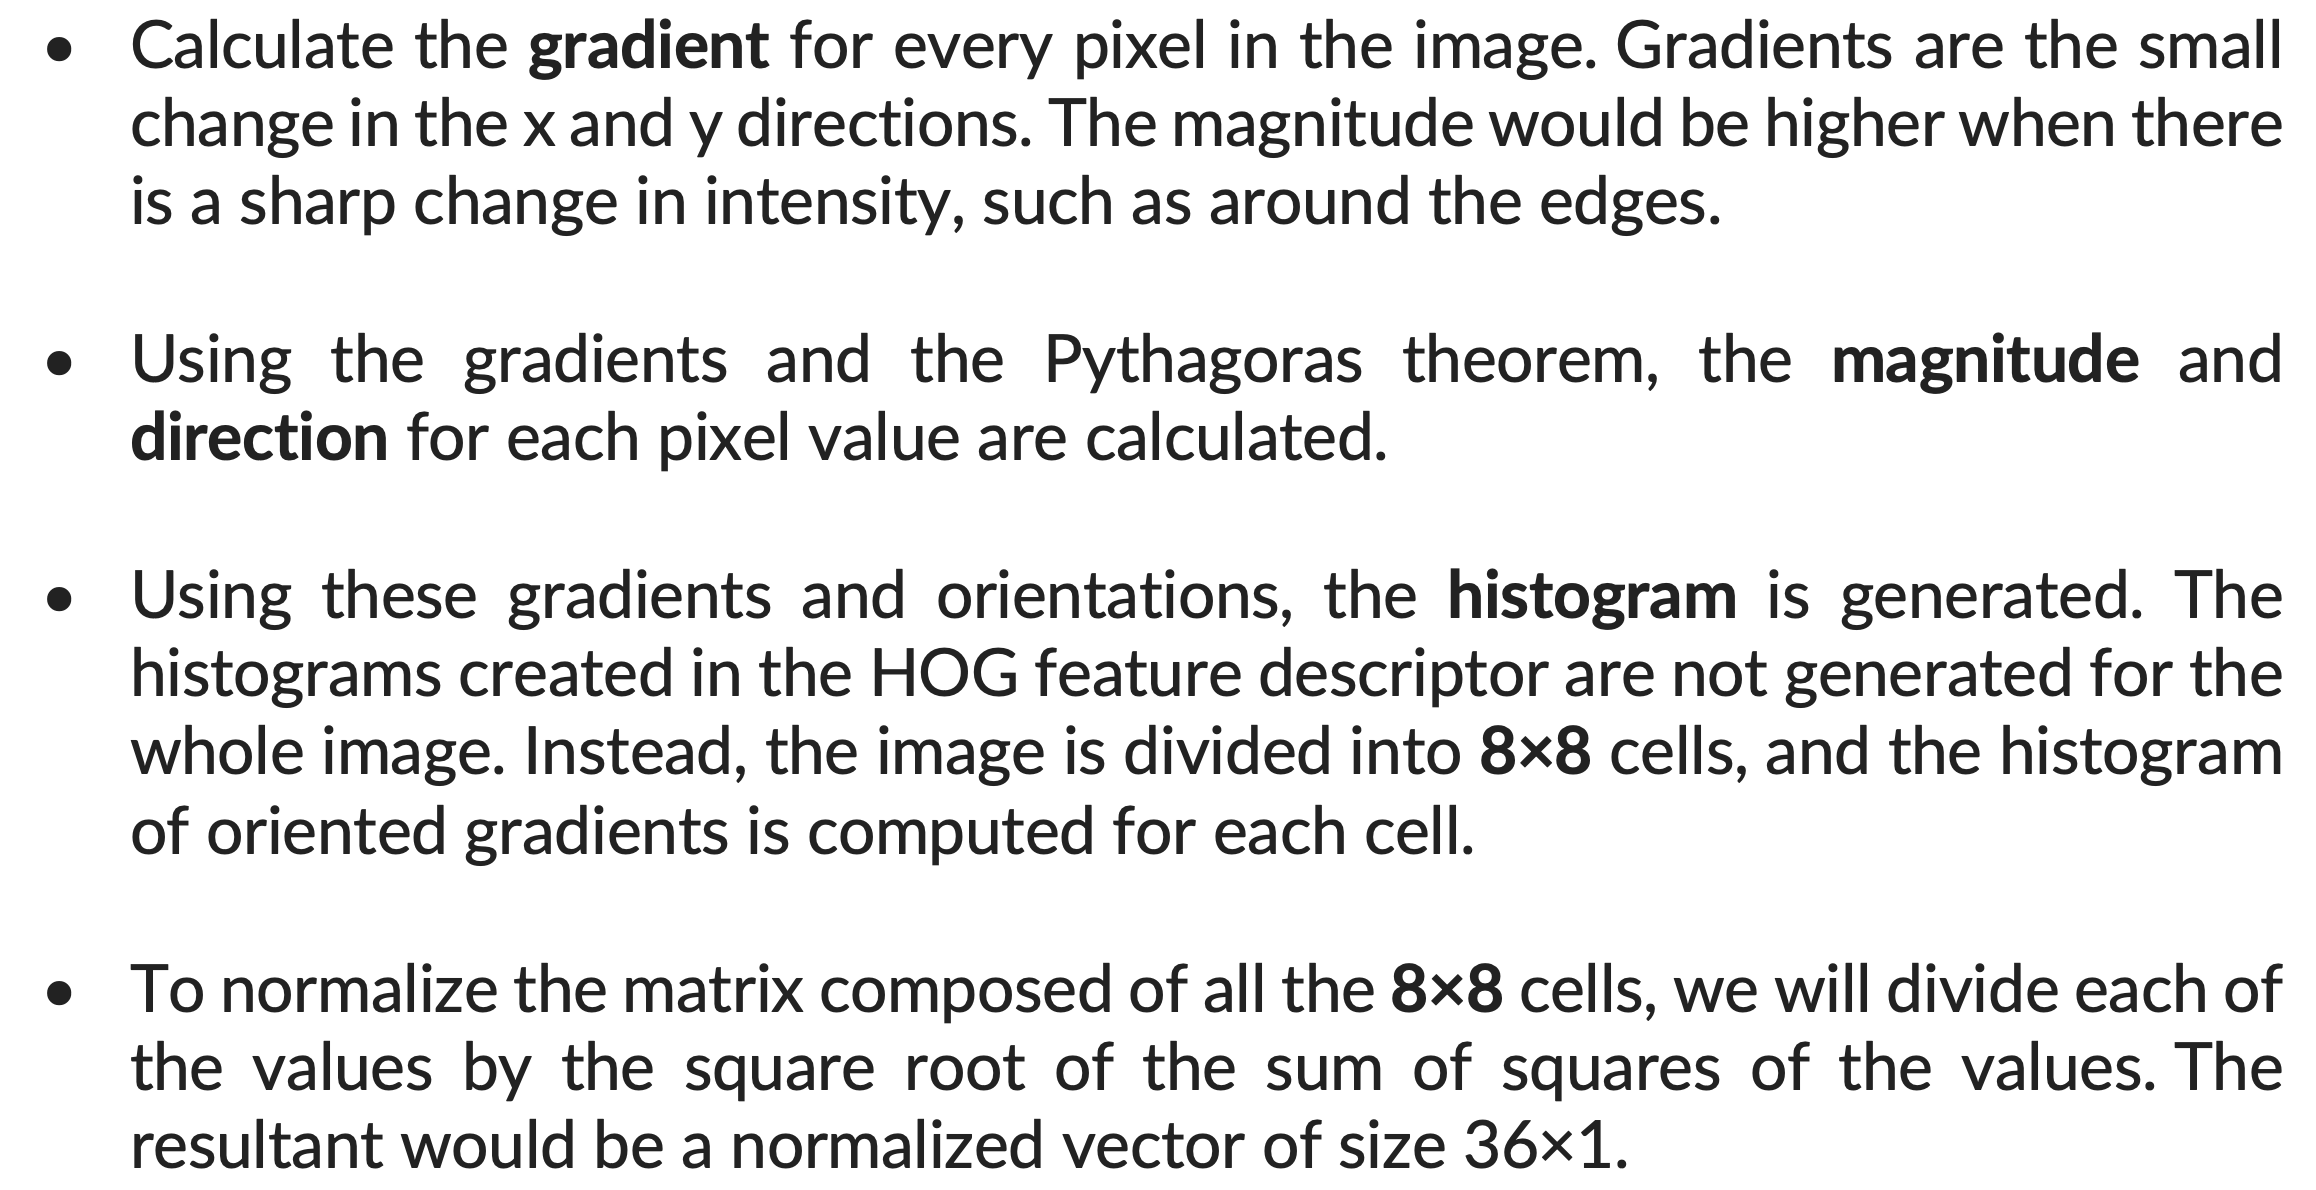 • Calculate the gradient for every pixel in the image. Gradients are the small
change in the x and y directions. The magnitude would be higher when there
is a sharp change in intensity, such as around the edges.
• Using the gradients and the Pythagoras theorem, the magnitude and
direction for each pixel value are calculated.
• Using these gradients and orientations, the histogram is generated. The
histograms created in the HOG feature descriptor are not generated for the
whole image. Instead, the image is divided into 8×8 cells, and the histogram
of oriented gradients is computed for each cell.
• To normalize the matrix composed of all the 8×8 cells, we will divide each of
the values by the square root of the sum of squares of the values. The
resultant would be a normalized vector of size 36×1.